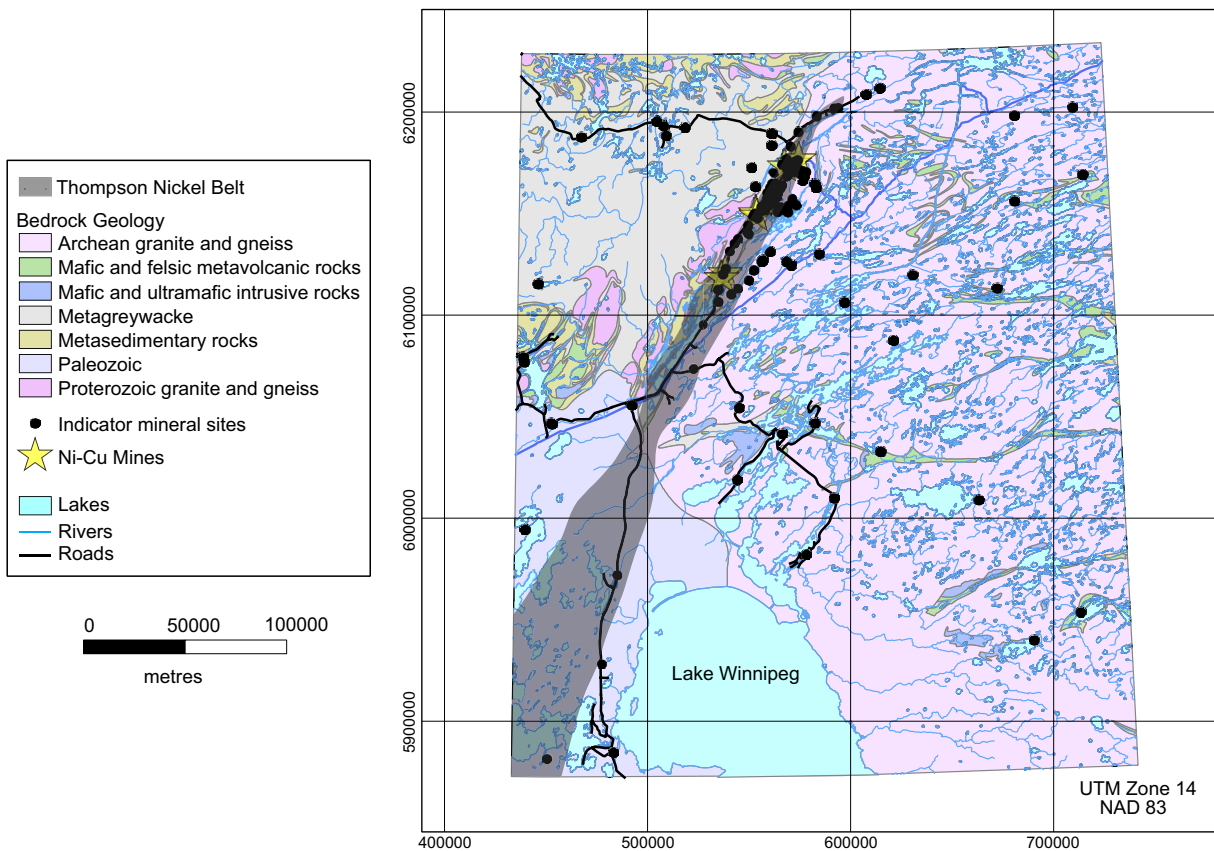 Thompson Nickel Belt
Bedrock Geology
Archean granite and gneiss
Mafic and felsic metavolcanic rocks
Mafic and ultramafic intrusive rocks
Metagreywacke
Metasedimentary rocks
Paleozoic
Proterozoic granite and gneiss
Indicator mineral sites
Ni-Cu Mines
Lakes
Rivers
Roads
0 50000 100000
metres
6200000
6100000
6000000
5900000
Lake Winnipeg
UTM Zone 14
NAD 83
400000 500000 600000 700000